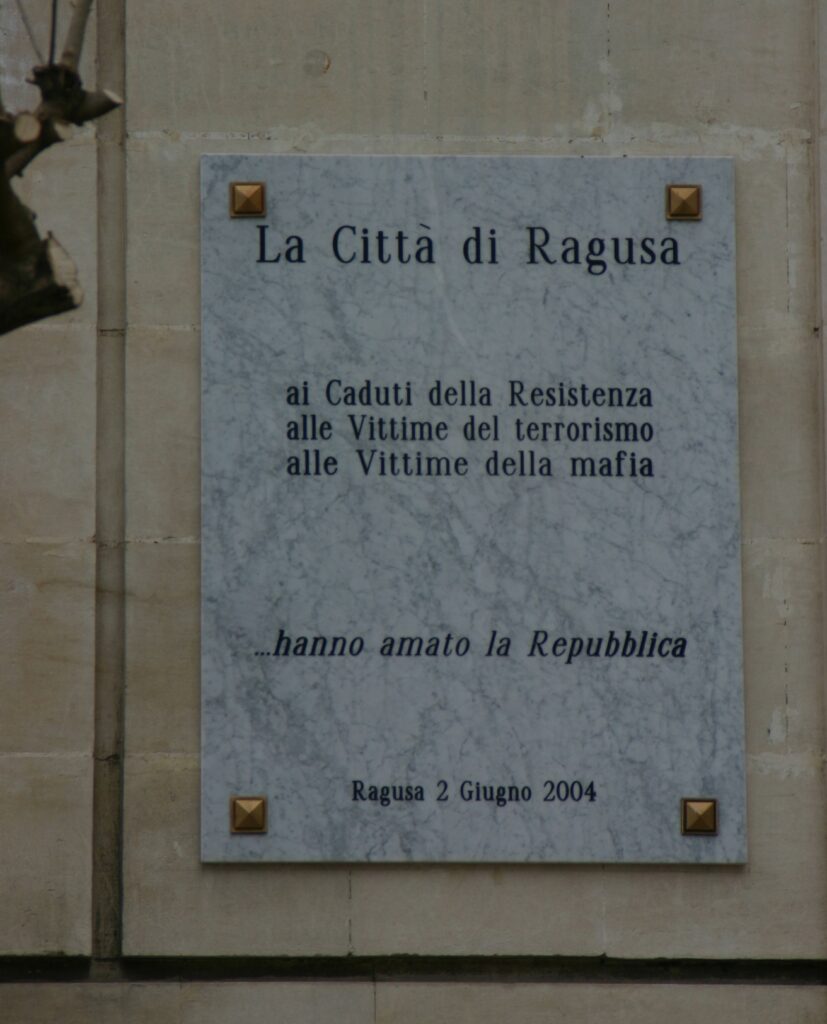 La Città di Ragusa
ai Caduti della Resistenza
alle Vittime del terrorismo
alle Vittime della mafia
...hanno amato la Repubblica
Ragusa 2 Giugno 2004